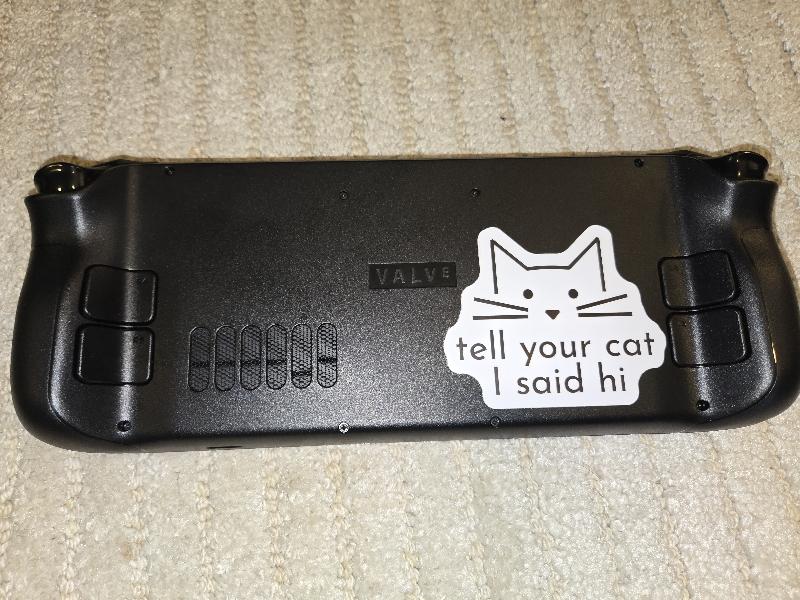 VALVE
tell your cat
I said hi